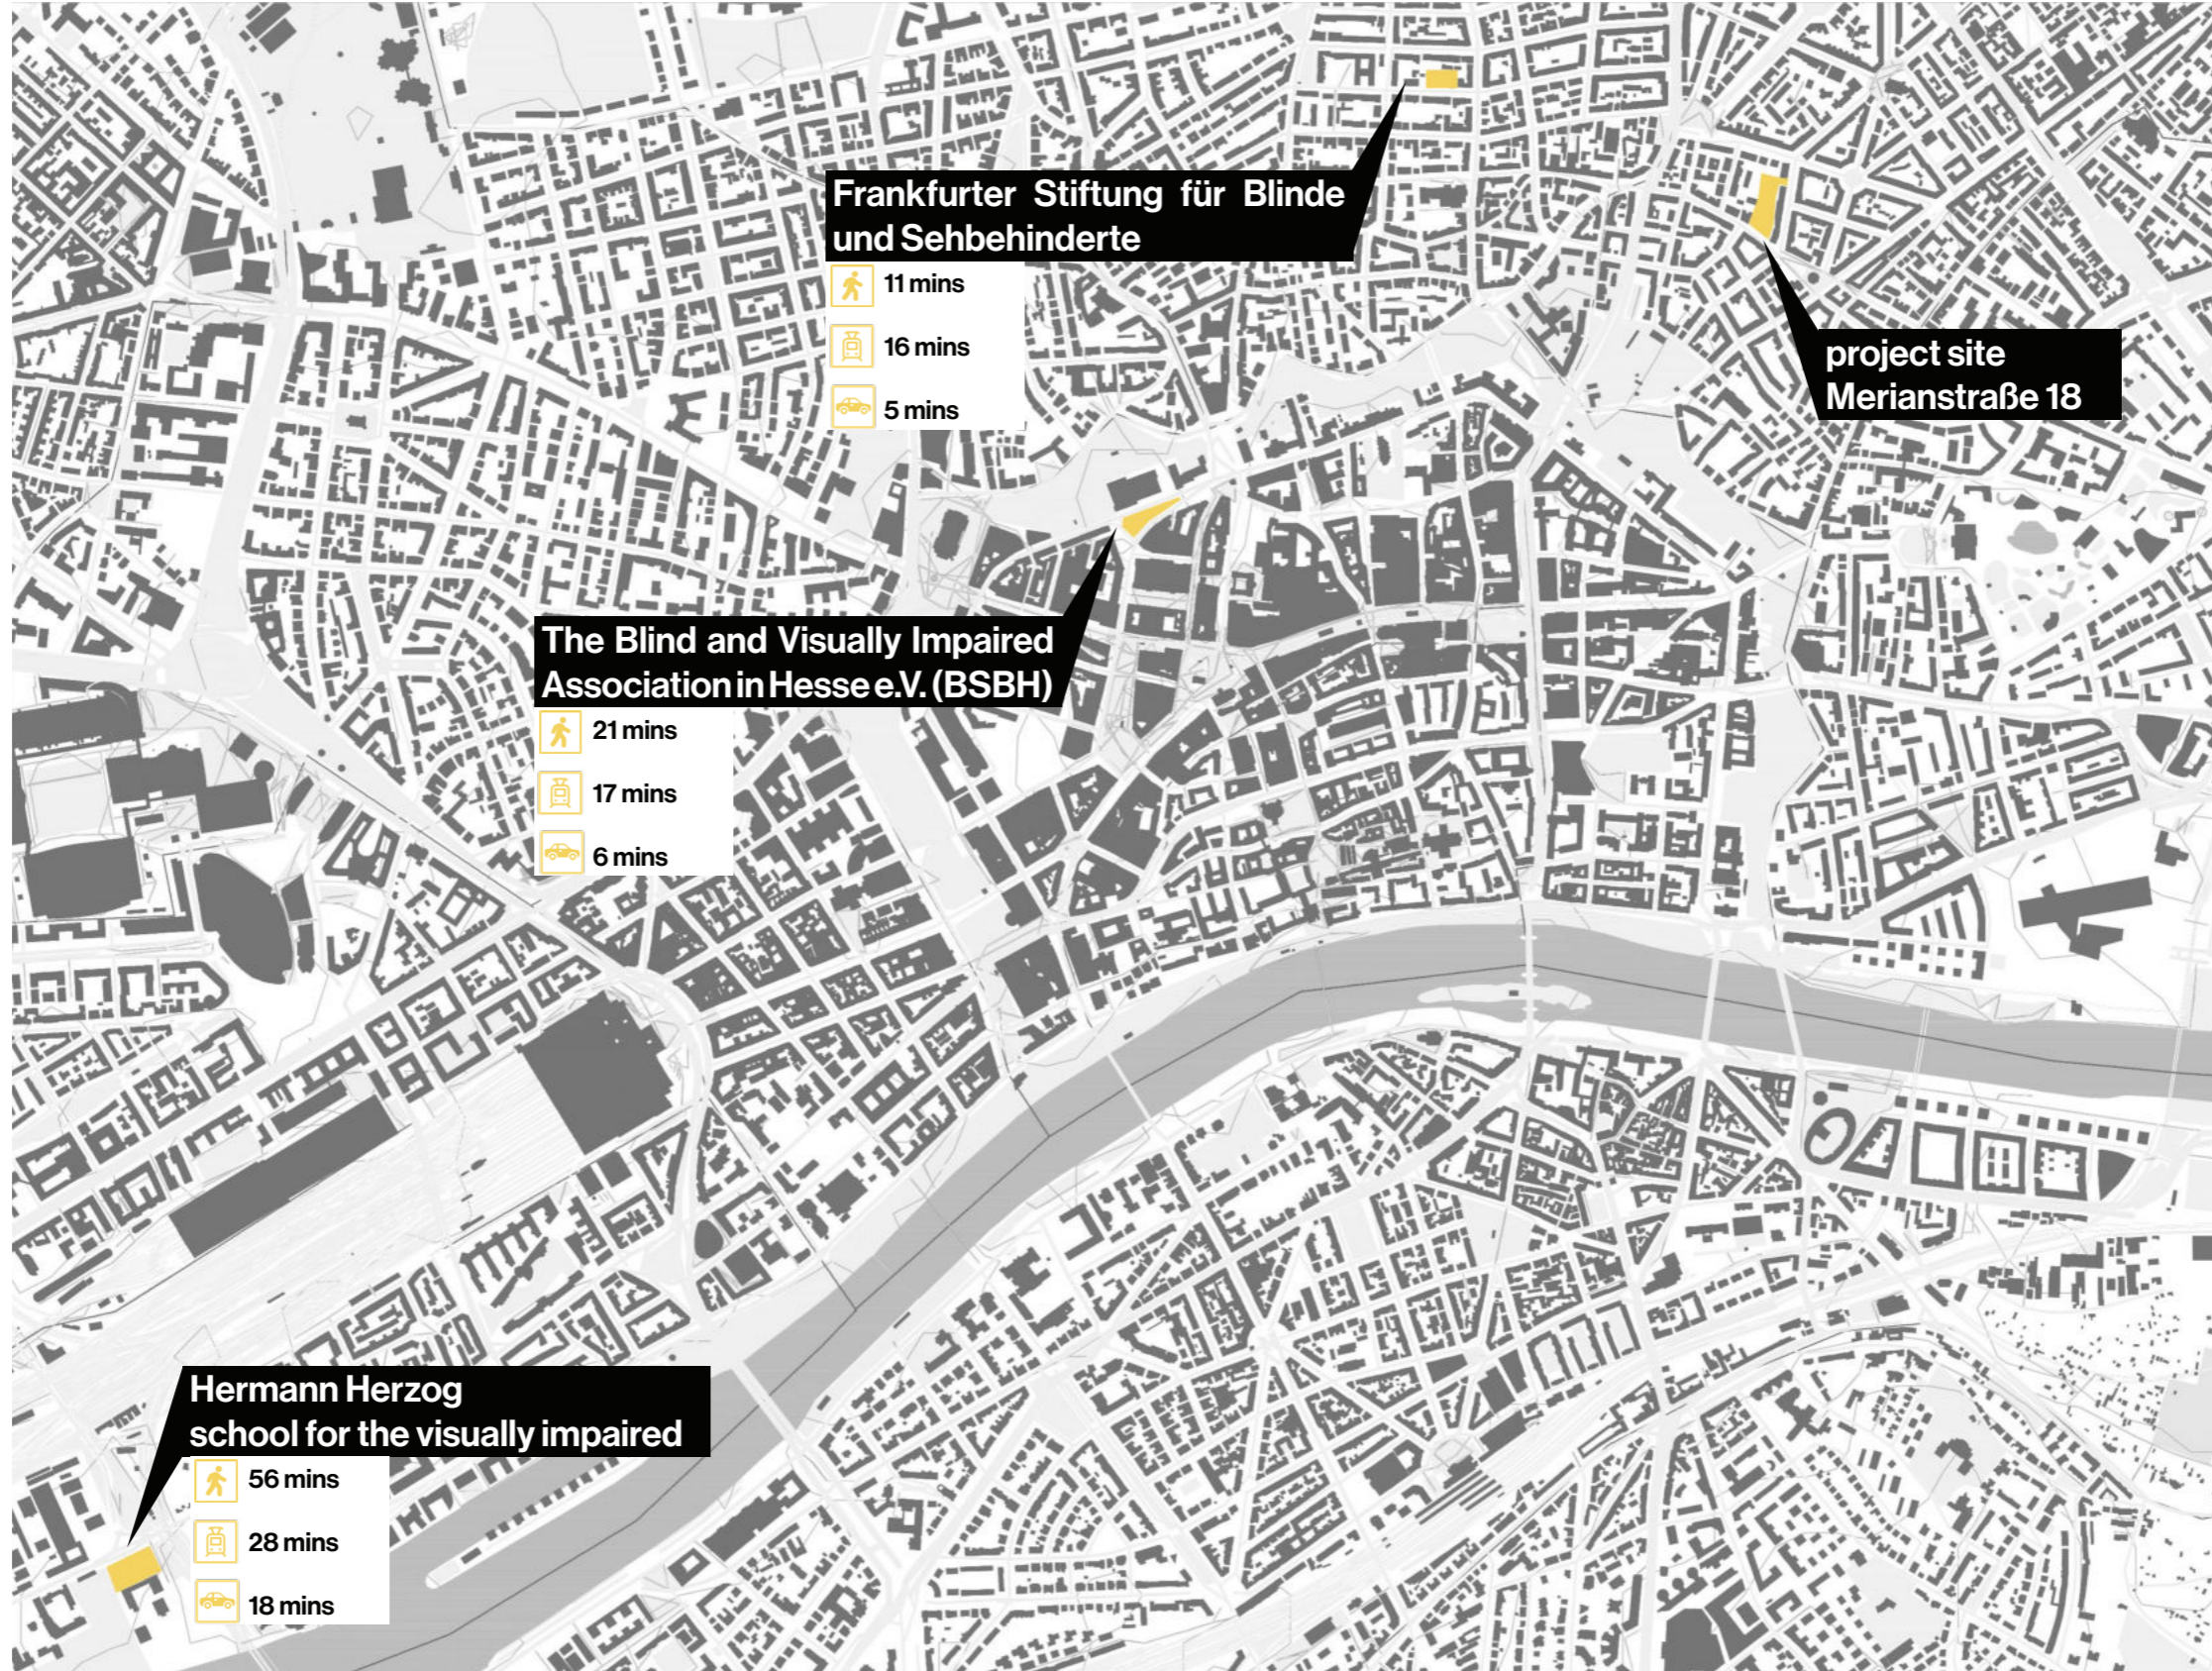 Frankfurter Stiftung für Blinde
und Sehbehinderte
11 mins
16 mins
5 mins
project site
Merianstraße 18
The Blind and Visually Impaired
Association in Hesse e.V. (BSBH)
21 mins
17 mins
6 mins
Hermann Herzog
school for the visually impaired
56 mins
28 mins
18 mins